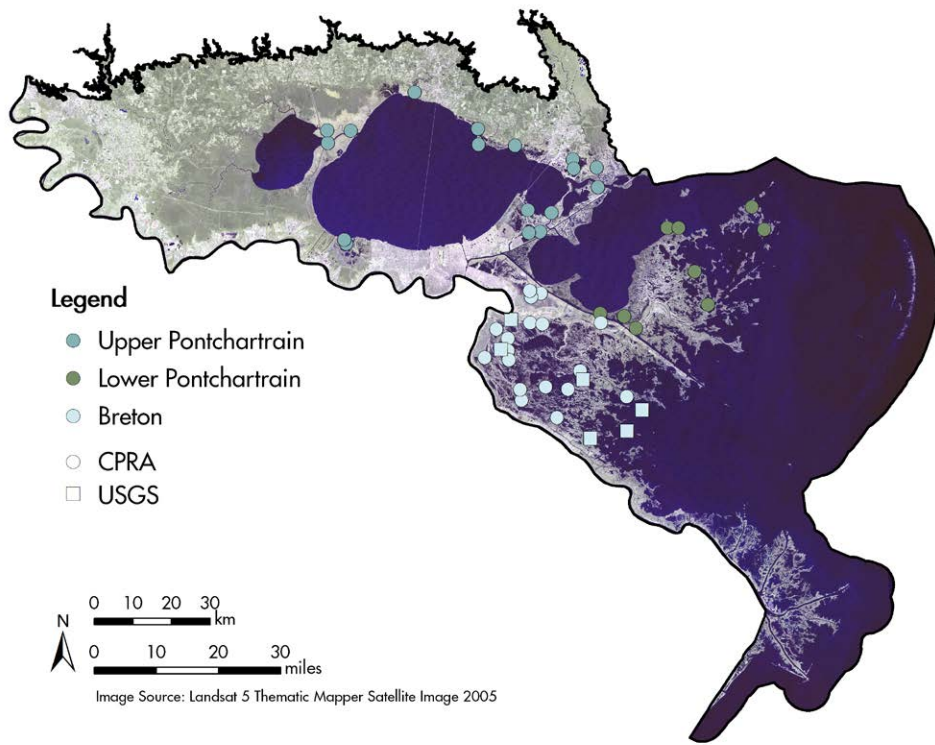 Legend
Upper Pontchartrain
Lower Pontchartrain
Breton
CPRA
USGS
0 10 20 30
km
N
0 10 20 30
miles
Image Source: Landsat 5 Thematic Mapper Satellite Image 2005